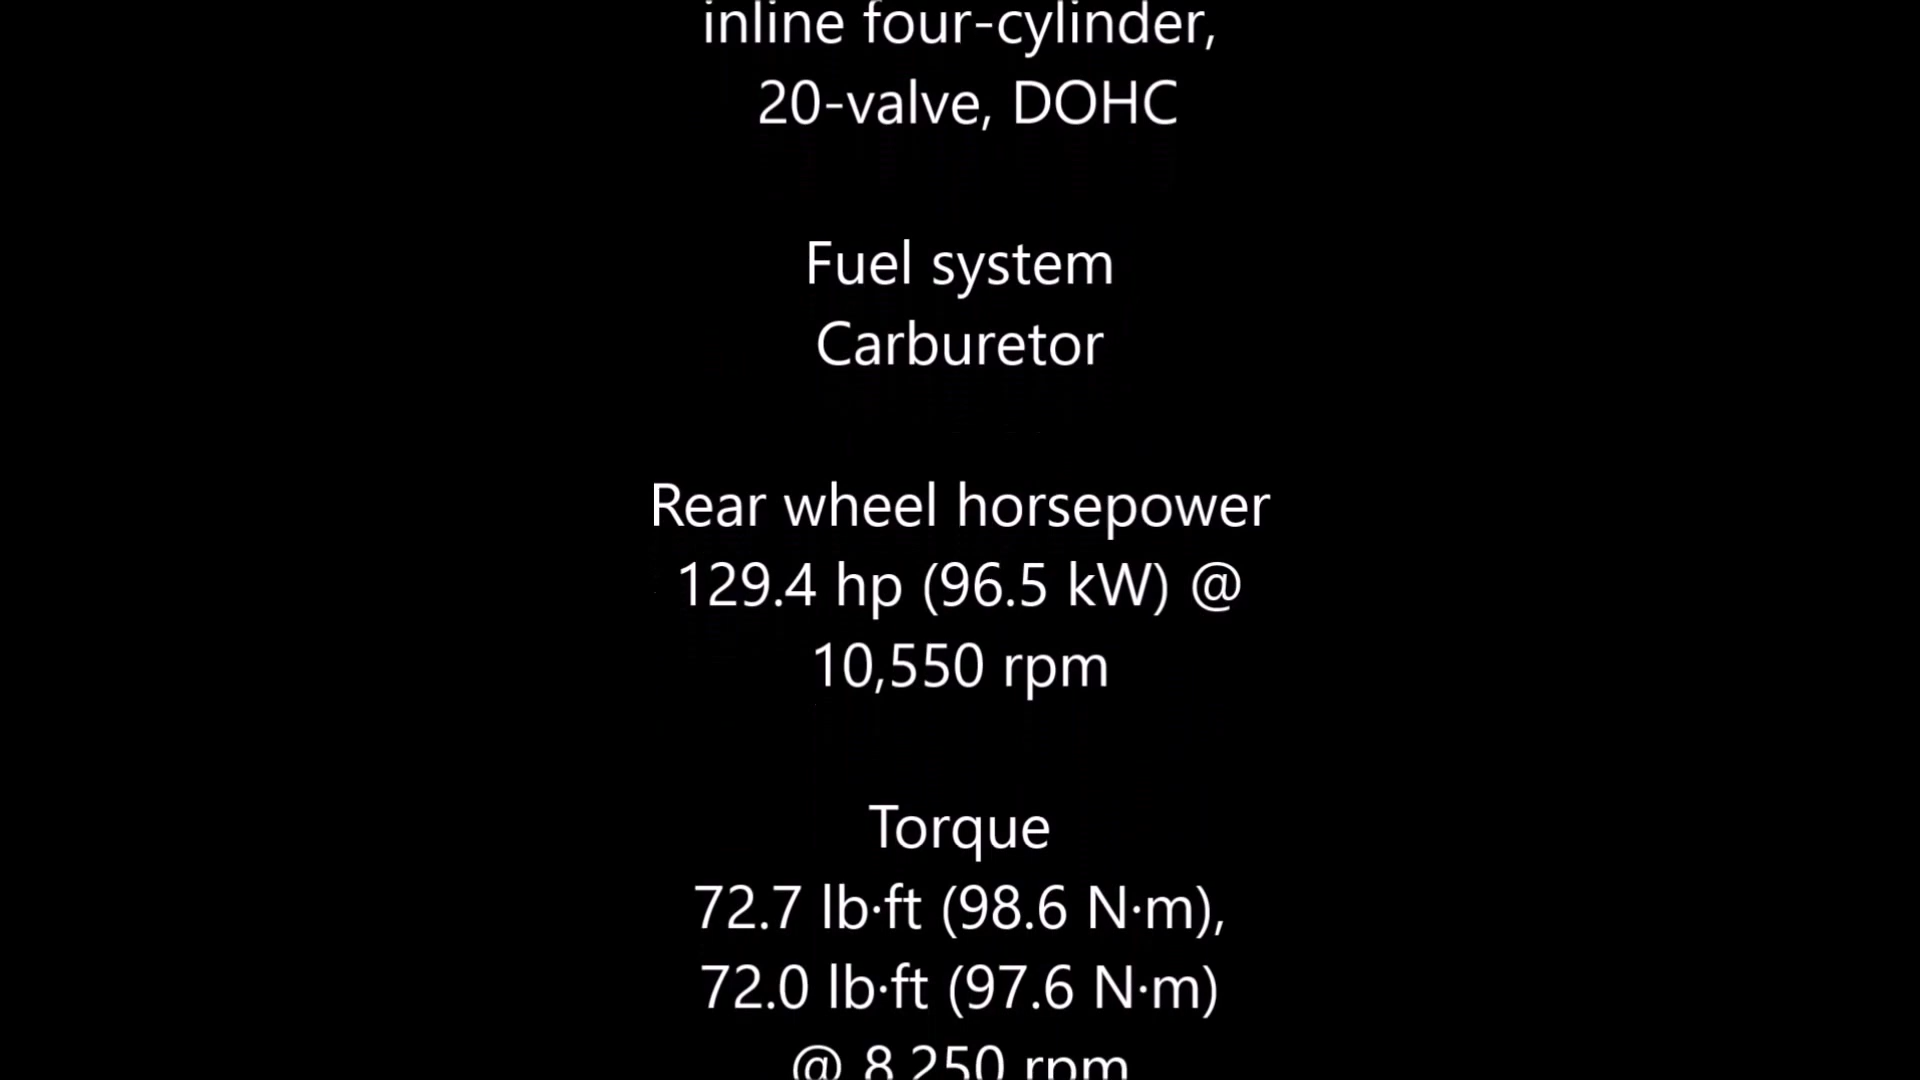 inline four-cylinder,
20-valve, DOHC
Fuel system
Carburetor
Rear wheel horsepower
129.4 hp (96.5 kW) @
10,550 rpm
Torque
72.7 lb·ft (98.6 N·m),
72.0 lb·ft (97.6 N·m)
@ 8,250 rpm